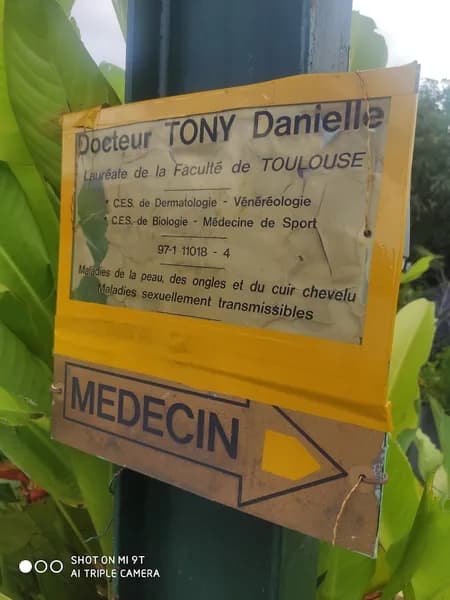 Docteur TONY Danielle
Lauréate de la Faculté de TOULOUSE
* C.E.S. de Dermatologie - Vénéréologie
* C.E.S. de Biologie - Médecine de Sport
97-1 11018 - 4
Maladies de la peau, des ongles et du cuir chevelu
Maladies sexuellement transmissibles
MEDECIN
SHOT ON MI 9T
AI TRIPLE CAMERA